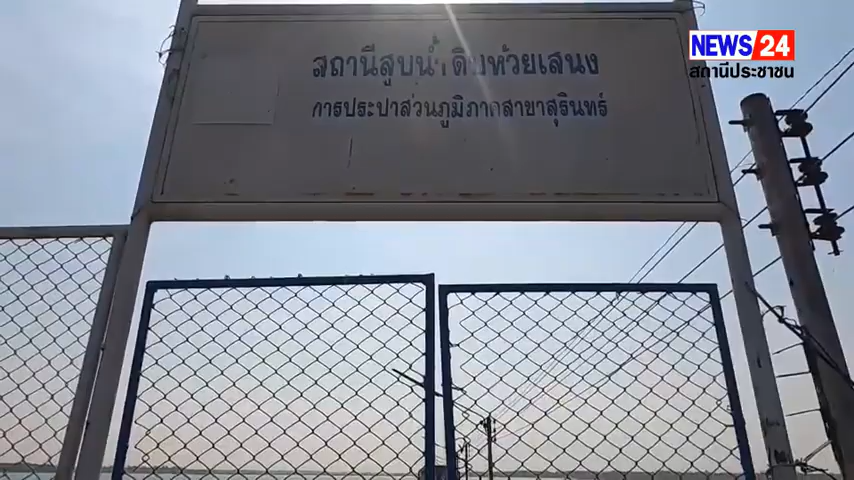 NEWS 24
สถานีประชาชน
สถานีสูบน้ำดิบห้วยเสนง
การประปาส่วนภูมิภาคสาขาสุรินทร์